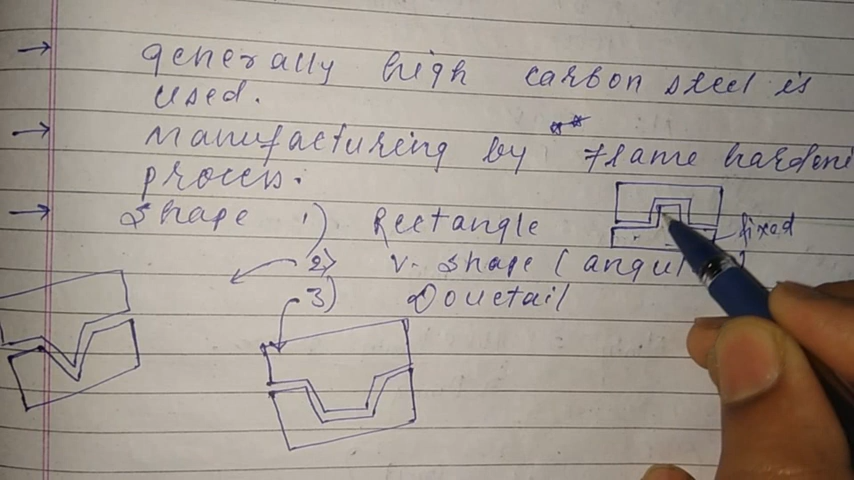 generally high carbon steel is
used.
Manufacturing by ** flame harden
process.
Shape 1) Rectangle
fixed
2) V. Shape (angul
3) Dovetail